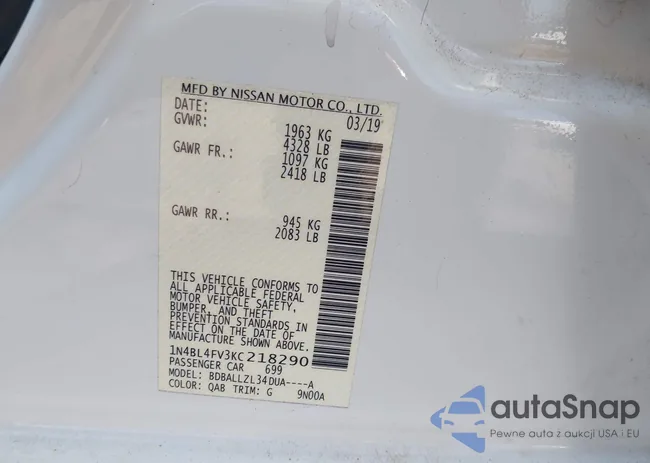 MFD BY NISSAN MOTOR CO., LTD.
DATE: 03/19
GVWR: 1963 KG
4328 LB
GAWR FR.: 1097 KG
2418 LB
GAWR RR.: 945 KG
2083 LB
THIS VEHICLE CONFORMS TO
ALL APPLICABLE FEDERAL
MOTOR VEHICLE SAFETY,
BUMPER, AND THEFT
PREVENTION STANDARDS IN
EFFECT ON THE DATE OF
MANUFACTURE SHOWN ABOVE.
1N4BL4FV3KC218290
PASSENGER CAR 699
MODEL: BDBALLZL34DUA----A
COLOR: QAB TRIM: G 9N00A
autoSnap
Pewne auta z aukcji USA i EU